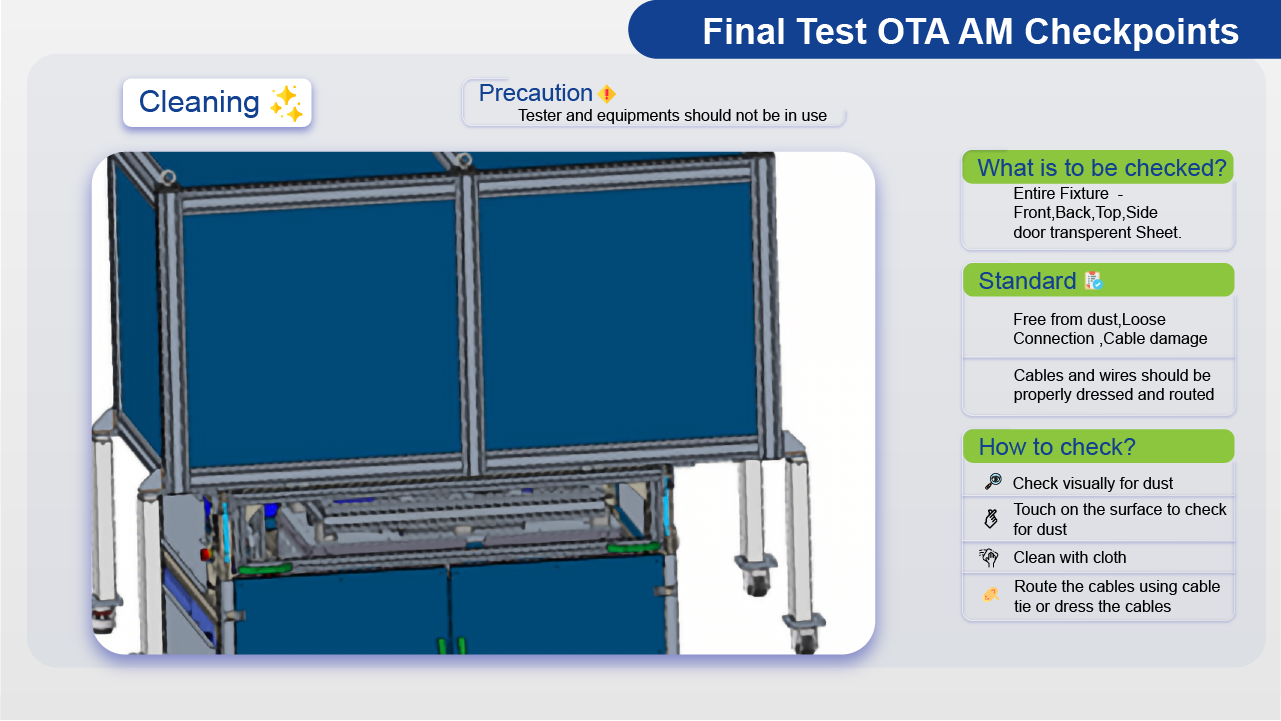 Final Test OTA AM Checkpoints
Cleaning
Precaution
Tester and equipments should not be in use
What is to be checked?
Entire Fixture -
Front,Back,Top,Side
door transperent Sheet.
Standard
Free from dust,Loose
Connection ,Cable damage
Cables and wires should be
properly dressed and routed
How to check?
Check visually for dust
Touch on the surface to check
for dust
Clean with cloth
Route the cables using cable
tie or dress the cables